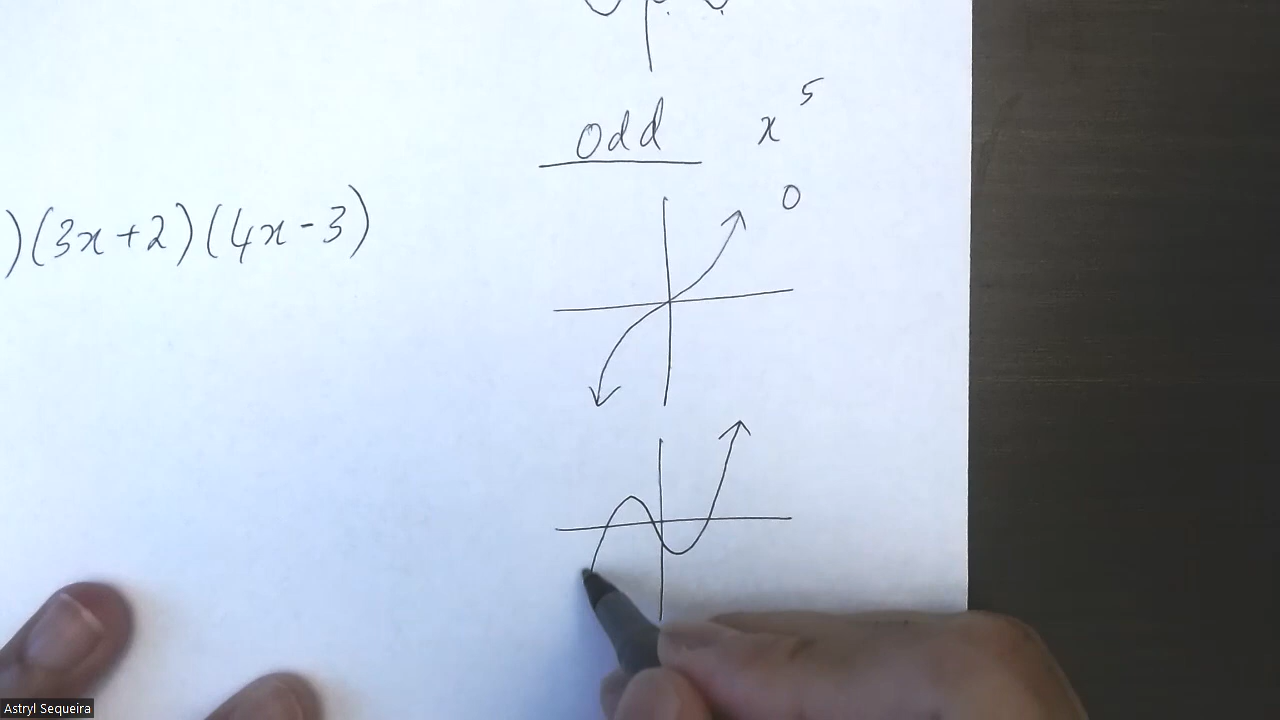 Odd x^5
0
)(3x+2)(4x-3)
Astryl Sequeira